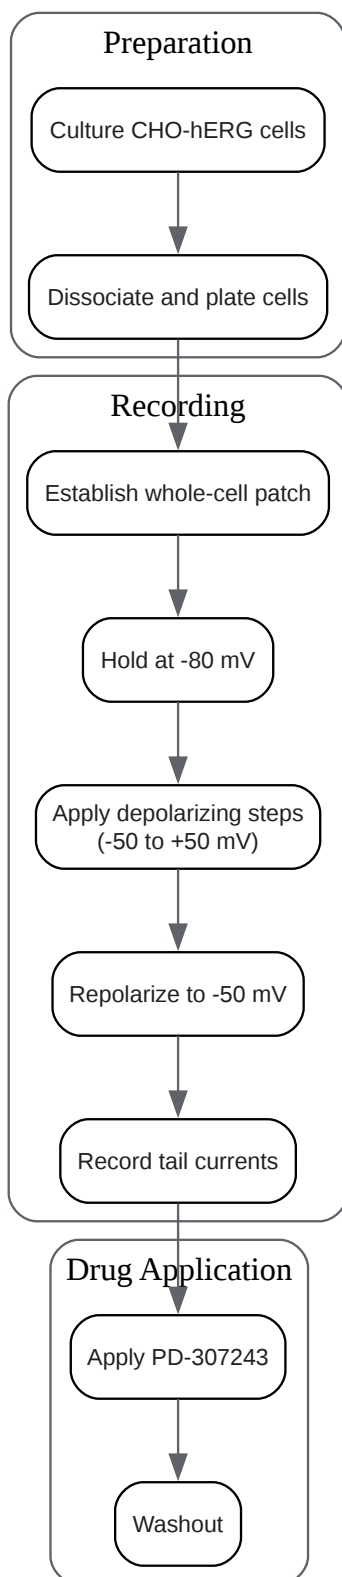 Preparation
Culture CHO-hERG cells
Dissociate and plate cells
Recording
Establish whole-cell patch
Hold at -80 mV
Apply depolarizing steps
(-50 to +50 mV)
Repolarize to -50 mV
Record tail currents
Drug Application
Apply PD-307243
Washout